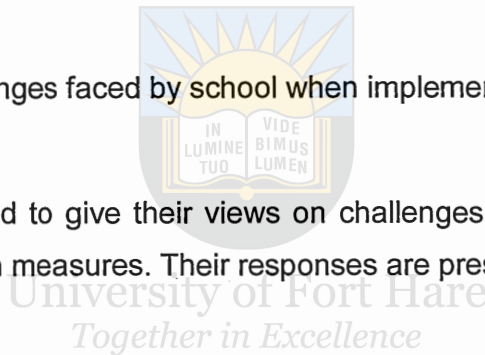 nges faced by school when implemer
IN VIDE
LUMINE BIMUS
TUO LUMEN
d to give their views on challenges
measures. Their responses are pres
University of Fort Hare
Together in Excellence